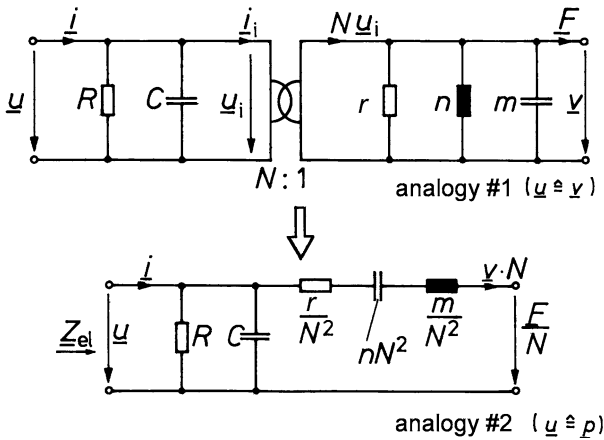 i i_i N u_i F
u R C u_i r n m v
N : 1
analogy #1 (u ≙ v)
i v·N
Z_el u R C r/N² nN² m/N² F/N
analogy #2 (u ≙ p)